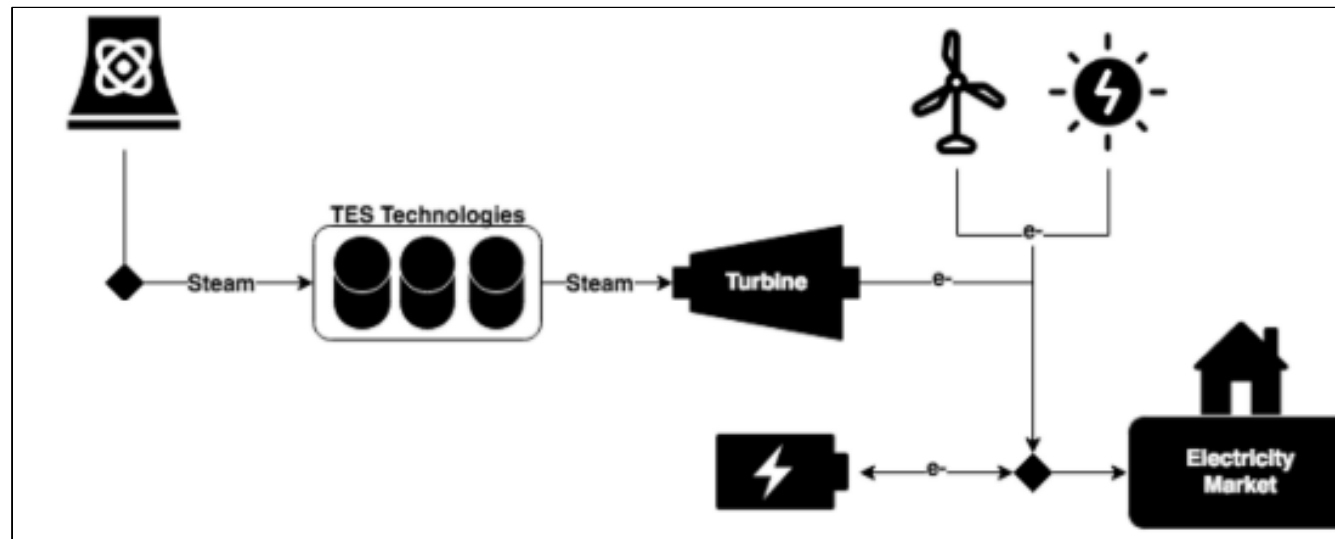 TES Technologies
e-
Steam
Steam
Turbine
e-
e-
Electricity
Market